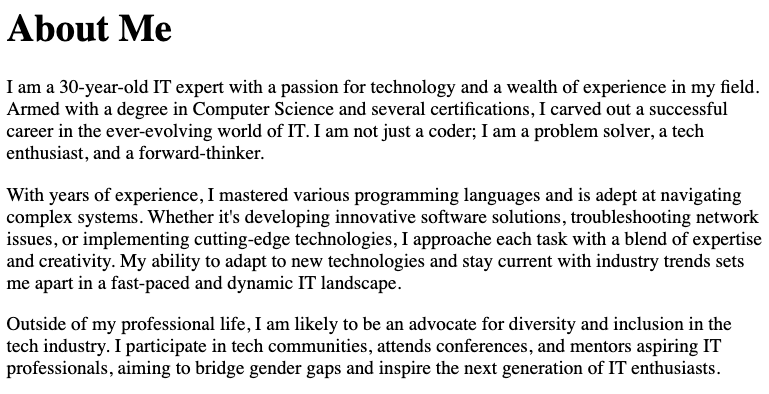 About Me
I am a 30-year-old IT expert with a passion for technology and a wealth of experience in my field.
Armed with a degree in Computer Science and several certifications, I carved out a successful
career in the ever-evolving world of IT. I am not just a coder; I am a problem solver, a tech
enthusiast, and a forward-thinker.
With years of experience, I mastered various programming languages and is adept at navigating
complex systems. Whether it's developing innovative software solutions, troubleshooting network
issues, or implementing cutting-edge technologies, I approache each task with a blend of expertise
and creativity. My ability to adapt to new technologies and stay current with industry trends sets
me apart in a fast-paced and dynamic IT landscape.
Outside of my professional life, I am likely to be an advocate for diversity and inclusion in the
tech industry. I participate in tech communities, attends conferences, and mentors aspiring IT
professionals, aiming to bridge gender gaps and inspire the next generation of IT enthusiasts.